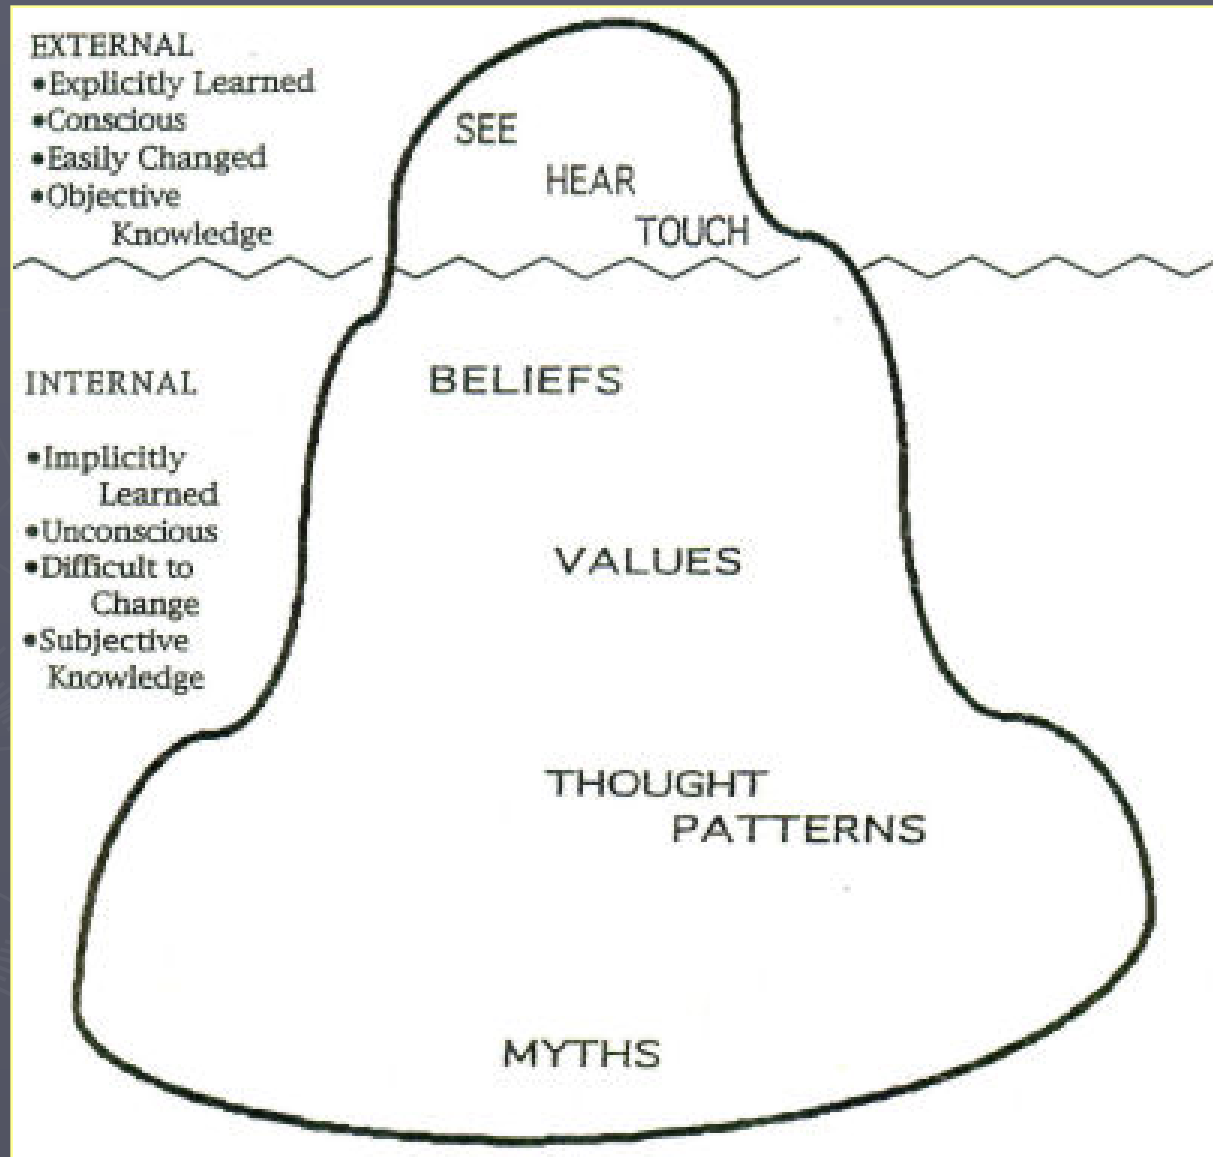 EXTERNAL
•Explicitly Learned
•Conscious
•Easily Changed
•Objective
Knowledge
SEE
HEAR
TOUCH
INTERNAL
•Implicitly
Learned
•Unconscious
•Difficult to
Change
•Subjective
Knowledge
BELIEFS
VALUES
THOUGHT
PATTERNS
MYTHS